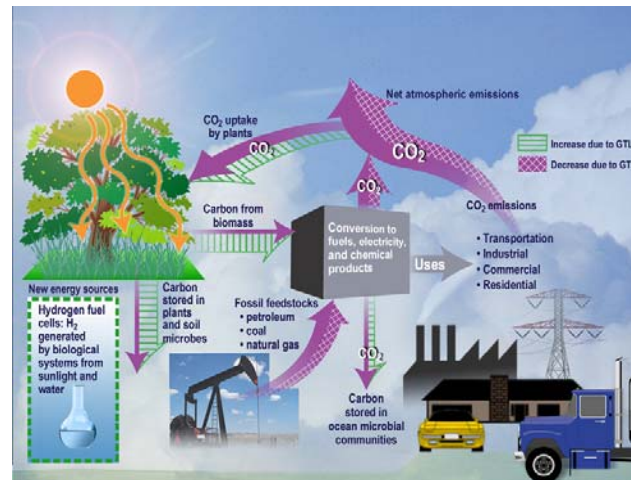 Net atmospheric emissions
CO2 uptake
by plants
CO2
CO2
CO2
Increase due to GTL
Decrease due to GT
CO2 emissions
Carbon from
biomass
Conversion to
fuels, electricity,
and chemical
products
Uses
• Transportation
• Industrial
• Commercial
• Residential
New energy sources
Carbon
stored in
plants
and soil
microbes
Hydrogen fuel
cells: H2
generated
by biological
systems from
sunlight and
water
Fossil feedstocks
• petroleum
• coal
• natural gas
CO2
Carbon
stored in
ocean microbial
communities